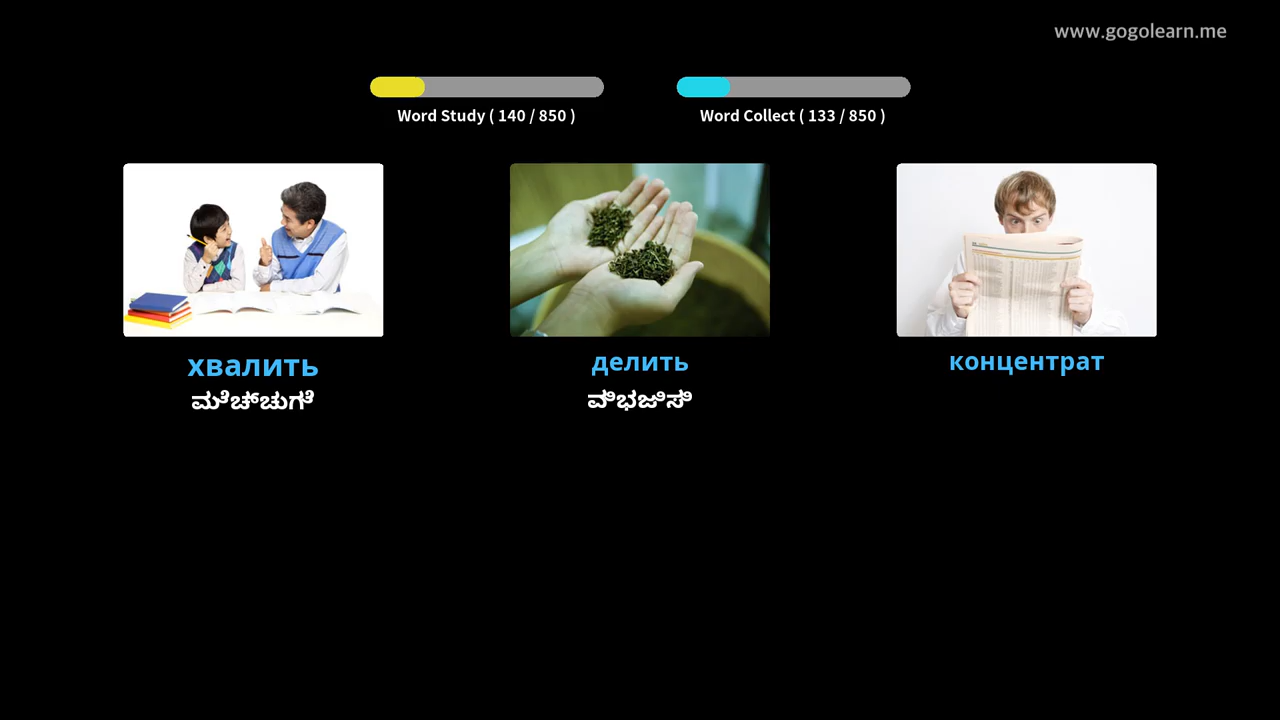 www.gogolearn.me
Word Study ( 140 / 850 )
Word Collect ( 133 / 850 )
хвалить
делить
концентрат
ಮೆಚ್ಚುಗೆ
ವಿಭಜಿಸಿ